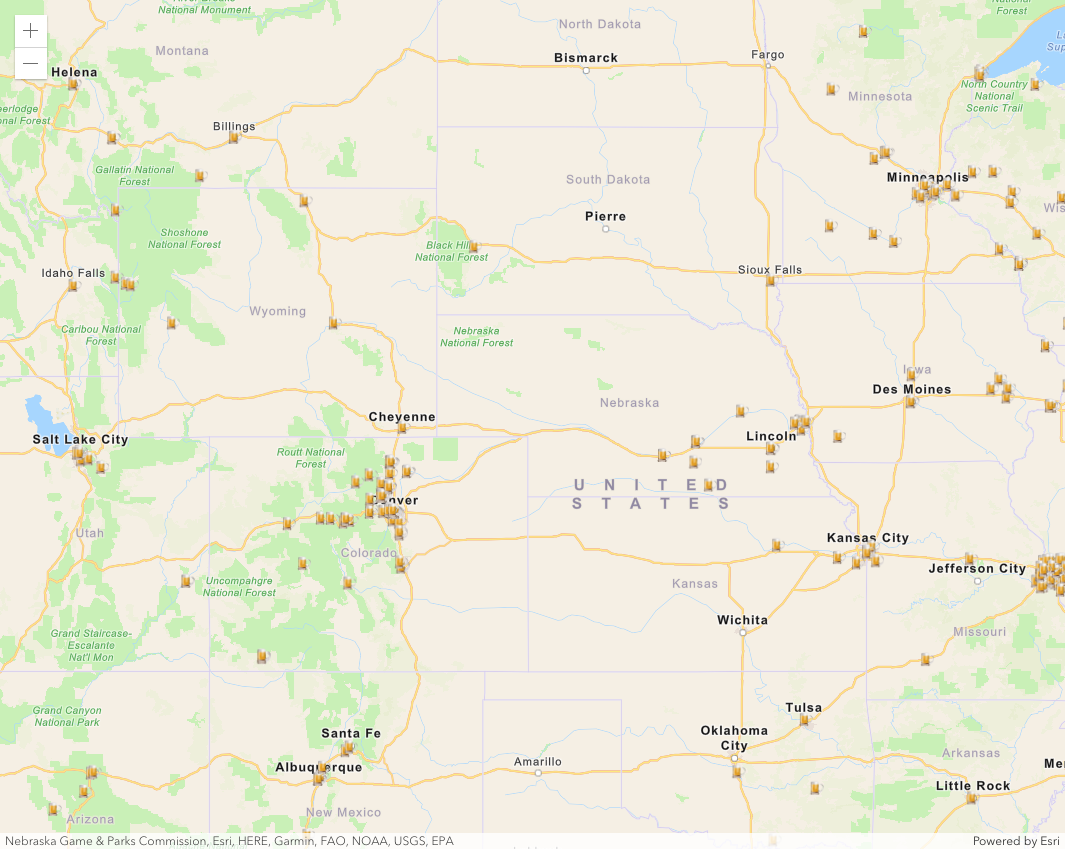 River Breaks
National Monument
North Dakota
National
Forest
Montana
Bismarck
Fargo
Helena
North Country
National
Scenic Trail
Minnesota
Billings
Gallatin National
Forest
South Dakota
Minneapolis
Pierre
Shoshone
National Forest
Black Hill
National Forest
Idaho Falls
Sioux Falls
Wyoming
Caribou National
Forest
Nebraska
National Forest
Iowa
Des Moines
Nebraska
Cheyenne
Salt Lake City
Lincoln
Routt National
Forest
UNITED
STATES
Denver
Utah
Colorado
Kansas City
Jefferson City
Uncompahgre
National Forest
Kansas
Wichita
Missouri
Grand Staircase-
Escalante
Nat'l Mon
Grand Canyon
National Park
Santa Fe
Tulsa
Oklahoma
City
Albuquerque
Amarillo
Arkansas
Little Rock
New Mexico
Arizona
Nebraska Game & Parks Commission, Esri, HERE, Garmin, FAO, NOAA, USGS, EPA
Powered by Esri